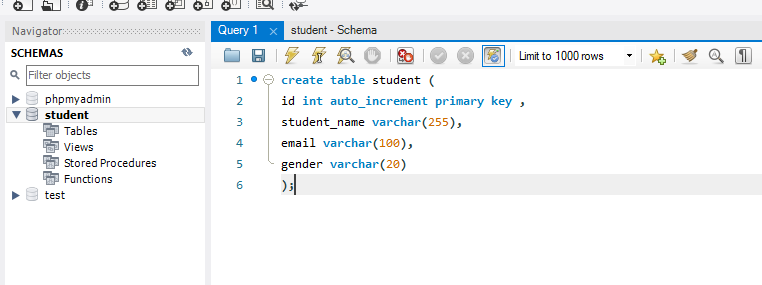 Navigator
SCHEMAS
Filter objects
phpmyadmin
student
Tables
Views
Stored Procedures
Functions
test
Query 1 student - Schema
Limit to 1000 rows
1 create table student (
2 id int auto_increment primary key ,
3 student_name varchar(255),
4 email varchar(100),
5 gender varchar(20)
6 );